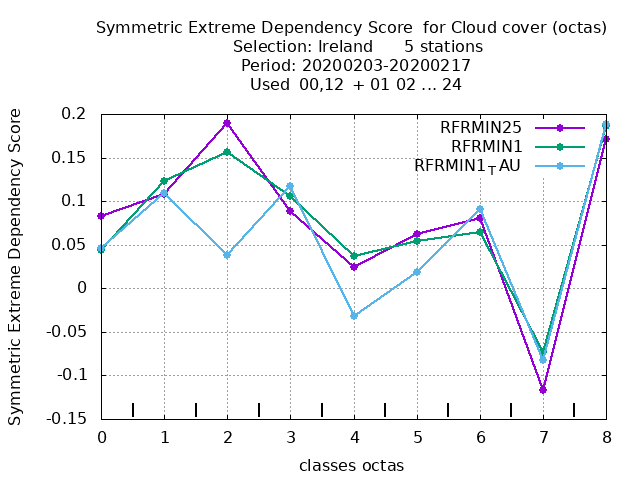 Symmetric Extreme Dependency Score  for Cloud cover (octas)
Selection: Ireland      5 stations
Period: 20200203-20200217
Used  00,12  + 01 02 ... 24
Symmetric Extreme Dependency Score
0.2
0.15
0.1
0.05
0
-0.05
-0.1
-0.15
RFRMIN25
RFRMIN1
RFRMIN1TAU
0 1 2 3 4 5 6 7 8
classes octas